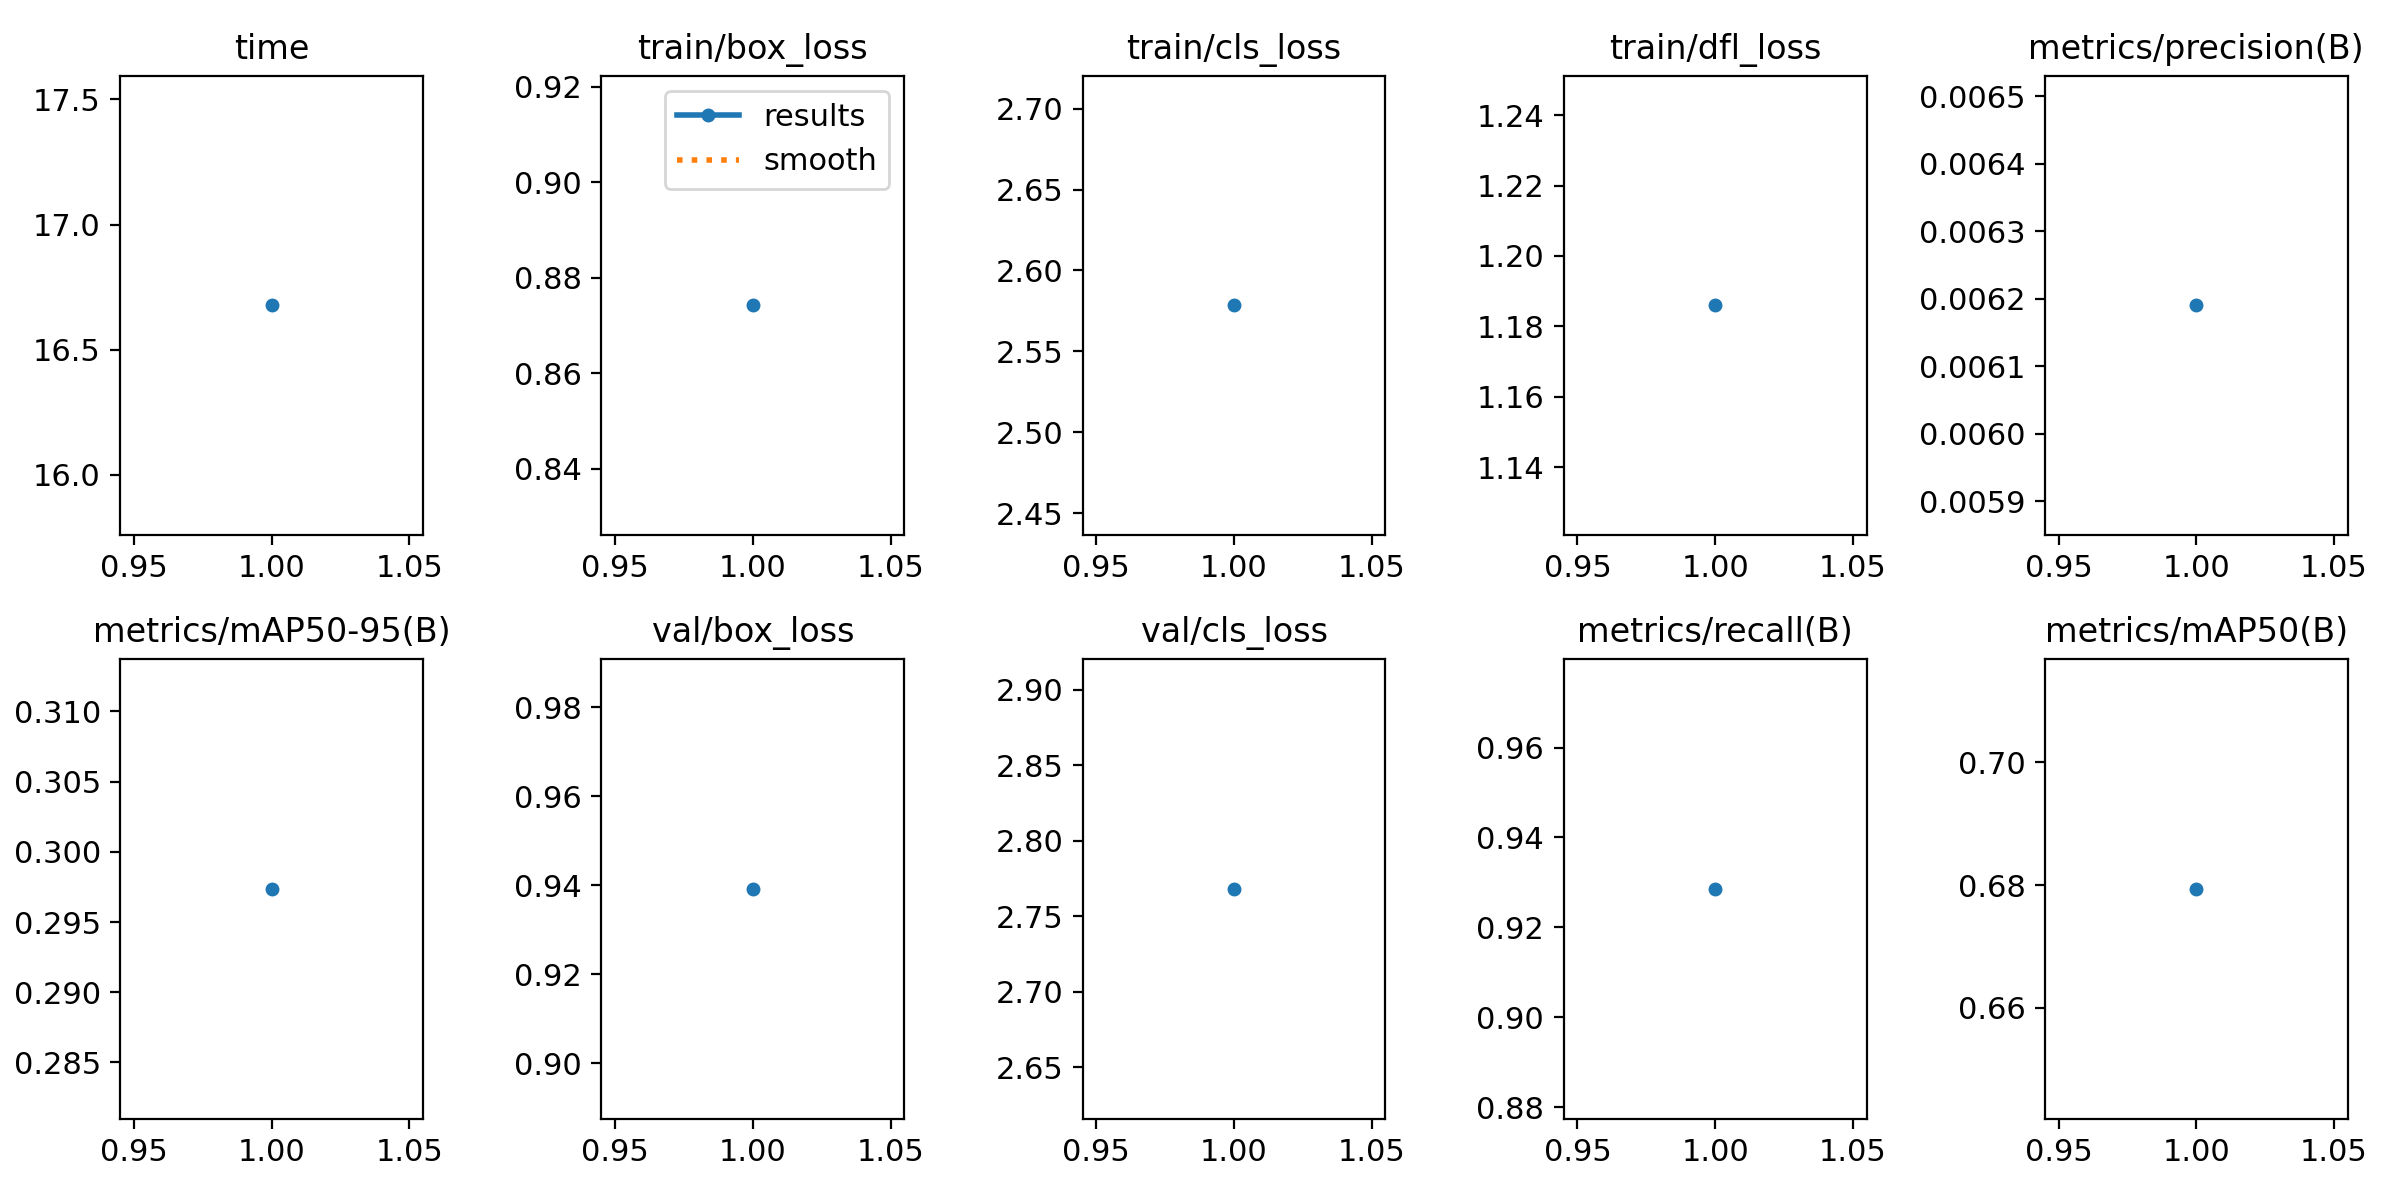 time
17.5
17.0
16.5
16.0
0.95 1.00 1.05
train/box_loss
0.92
0.90
0.88
0.86
0.84
results
smooth
0.95 1.00 1.05
train/cls_loss
2.70
2.65
2.60
2.55
2.50
2.45
0.95 1.00 1.05
train/dfl_loss
1.24
1.22
1.20
1.18
1.16
1.14
0.95 1.00 1.05
metrics/precision(B)
0.0065
0.0064
0.0063
0.0062
0.0061
0.0060
0.0059
0.95 1.00 1.05
metrics/mAP50-95(B)
0.310
0.305
0.300
0.295
0.290
0.285
0.95 1.00 1.05
val/box_loss
0.98
0.96
0.94
0.92
0.90
0.95 1.00 1.05
val/cls_loss
2.90
2.85
2.80
2.75
2.70
2.65
0.95 1.00 1.05
metrics/recall(B)
0.96
0.94
0.92
0.90
0.88
0.95 1.00 1.05
metrics/mAP50(B)
0.70
0.68
0.66
0.95 1.00 1.05